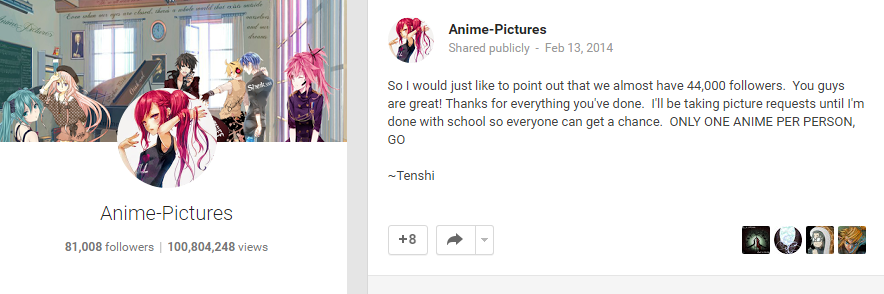 Anime-Pictures
81,008 followers | 100,804,248 views
Anime-Pictures
Shared publicly - Feb 13, 2014
So I would just like to point out that we almost have 44,000 followers. You guys
are great! Thanks for everything you've done. I'll be taking picture requests until I'm
done with school so everyone can get a chance. ONLY ONE ANIME PER PERSON,
GO
~Tenshi
+8